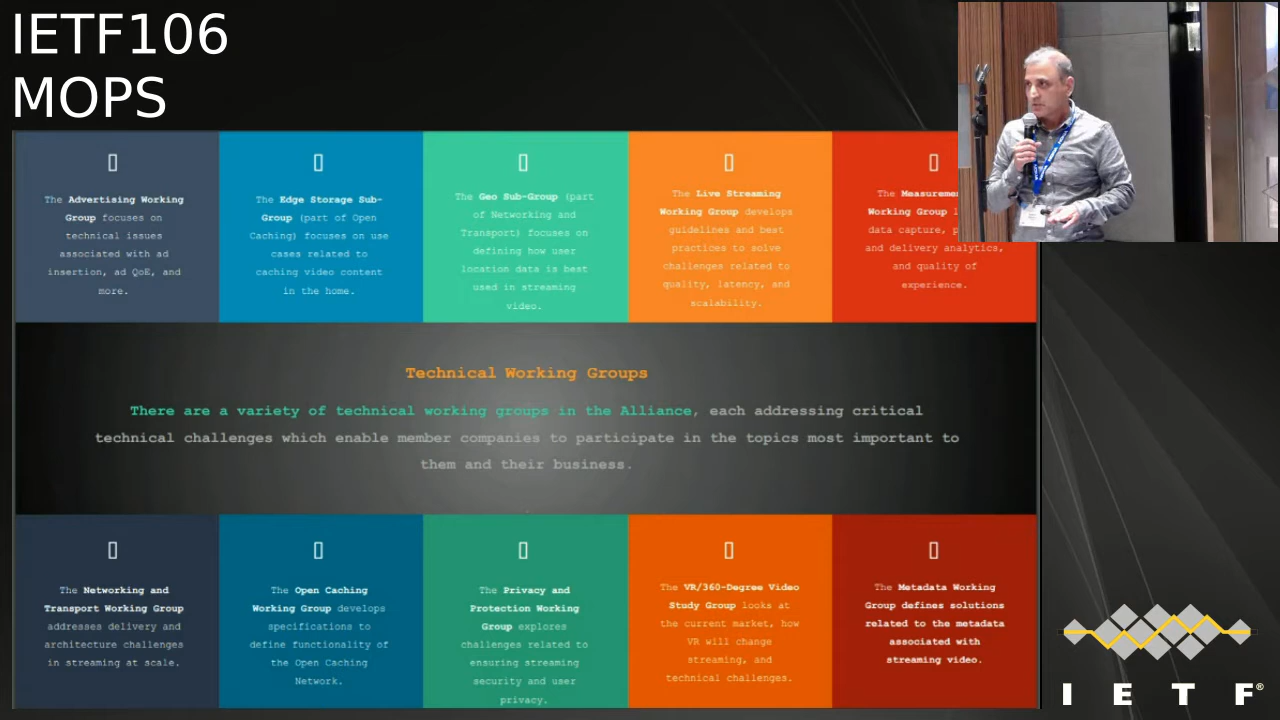 IETF106
MOPS
The Advertising Working
Group focuses on
technical issues
associated with ad
insertion, ad QoE, and
more.
The Edge Storage Sub-
Group (part of Open
Caching) focuses on use
cases related to
caching video content
in the home.
The Geo Sub-Group (part
of Networking and
Transport) focuses on
defining how user
location data is best
used in streaming
video.
The Live Streaming
Working Group develops
guidelines and best
practices to solve
challenges related to
quality, latency, and
scalability.
The
Working Group
data capture,
and delivery analytics,
and quality of
experience.
Technical Working Groups
There are a variety of technical working groups in the Alliance, each addressing critical
technical challenges which enable member companies to participate in the topics most important to
them and their business.
The Networking and
Transport Working Group
addresses delivery and
architecture challenges
in streaming at scale.
The Open Caching
Working Group develops
specifications to
define functionality of
the Open Caching
Network.
The Privacy and
Protection Working
Group explores
challenges related to
ensuring streaming
security and user
privacy.
The VR/360-Degree Video
Study Group looks at
the current market, how
VR will change
streaming, and
technical challenges.
The Metadata Working
Group defines solutions
related to the metadata
associated with
streaming video.
I E T F®